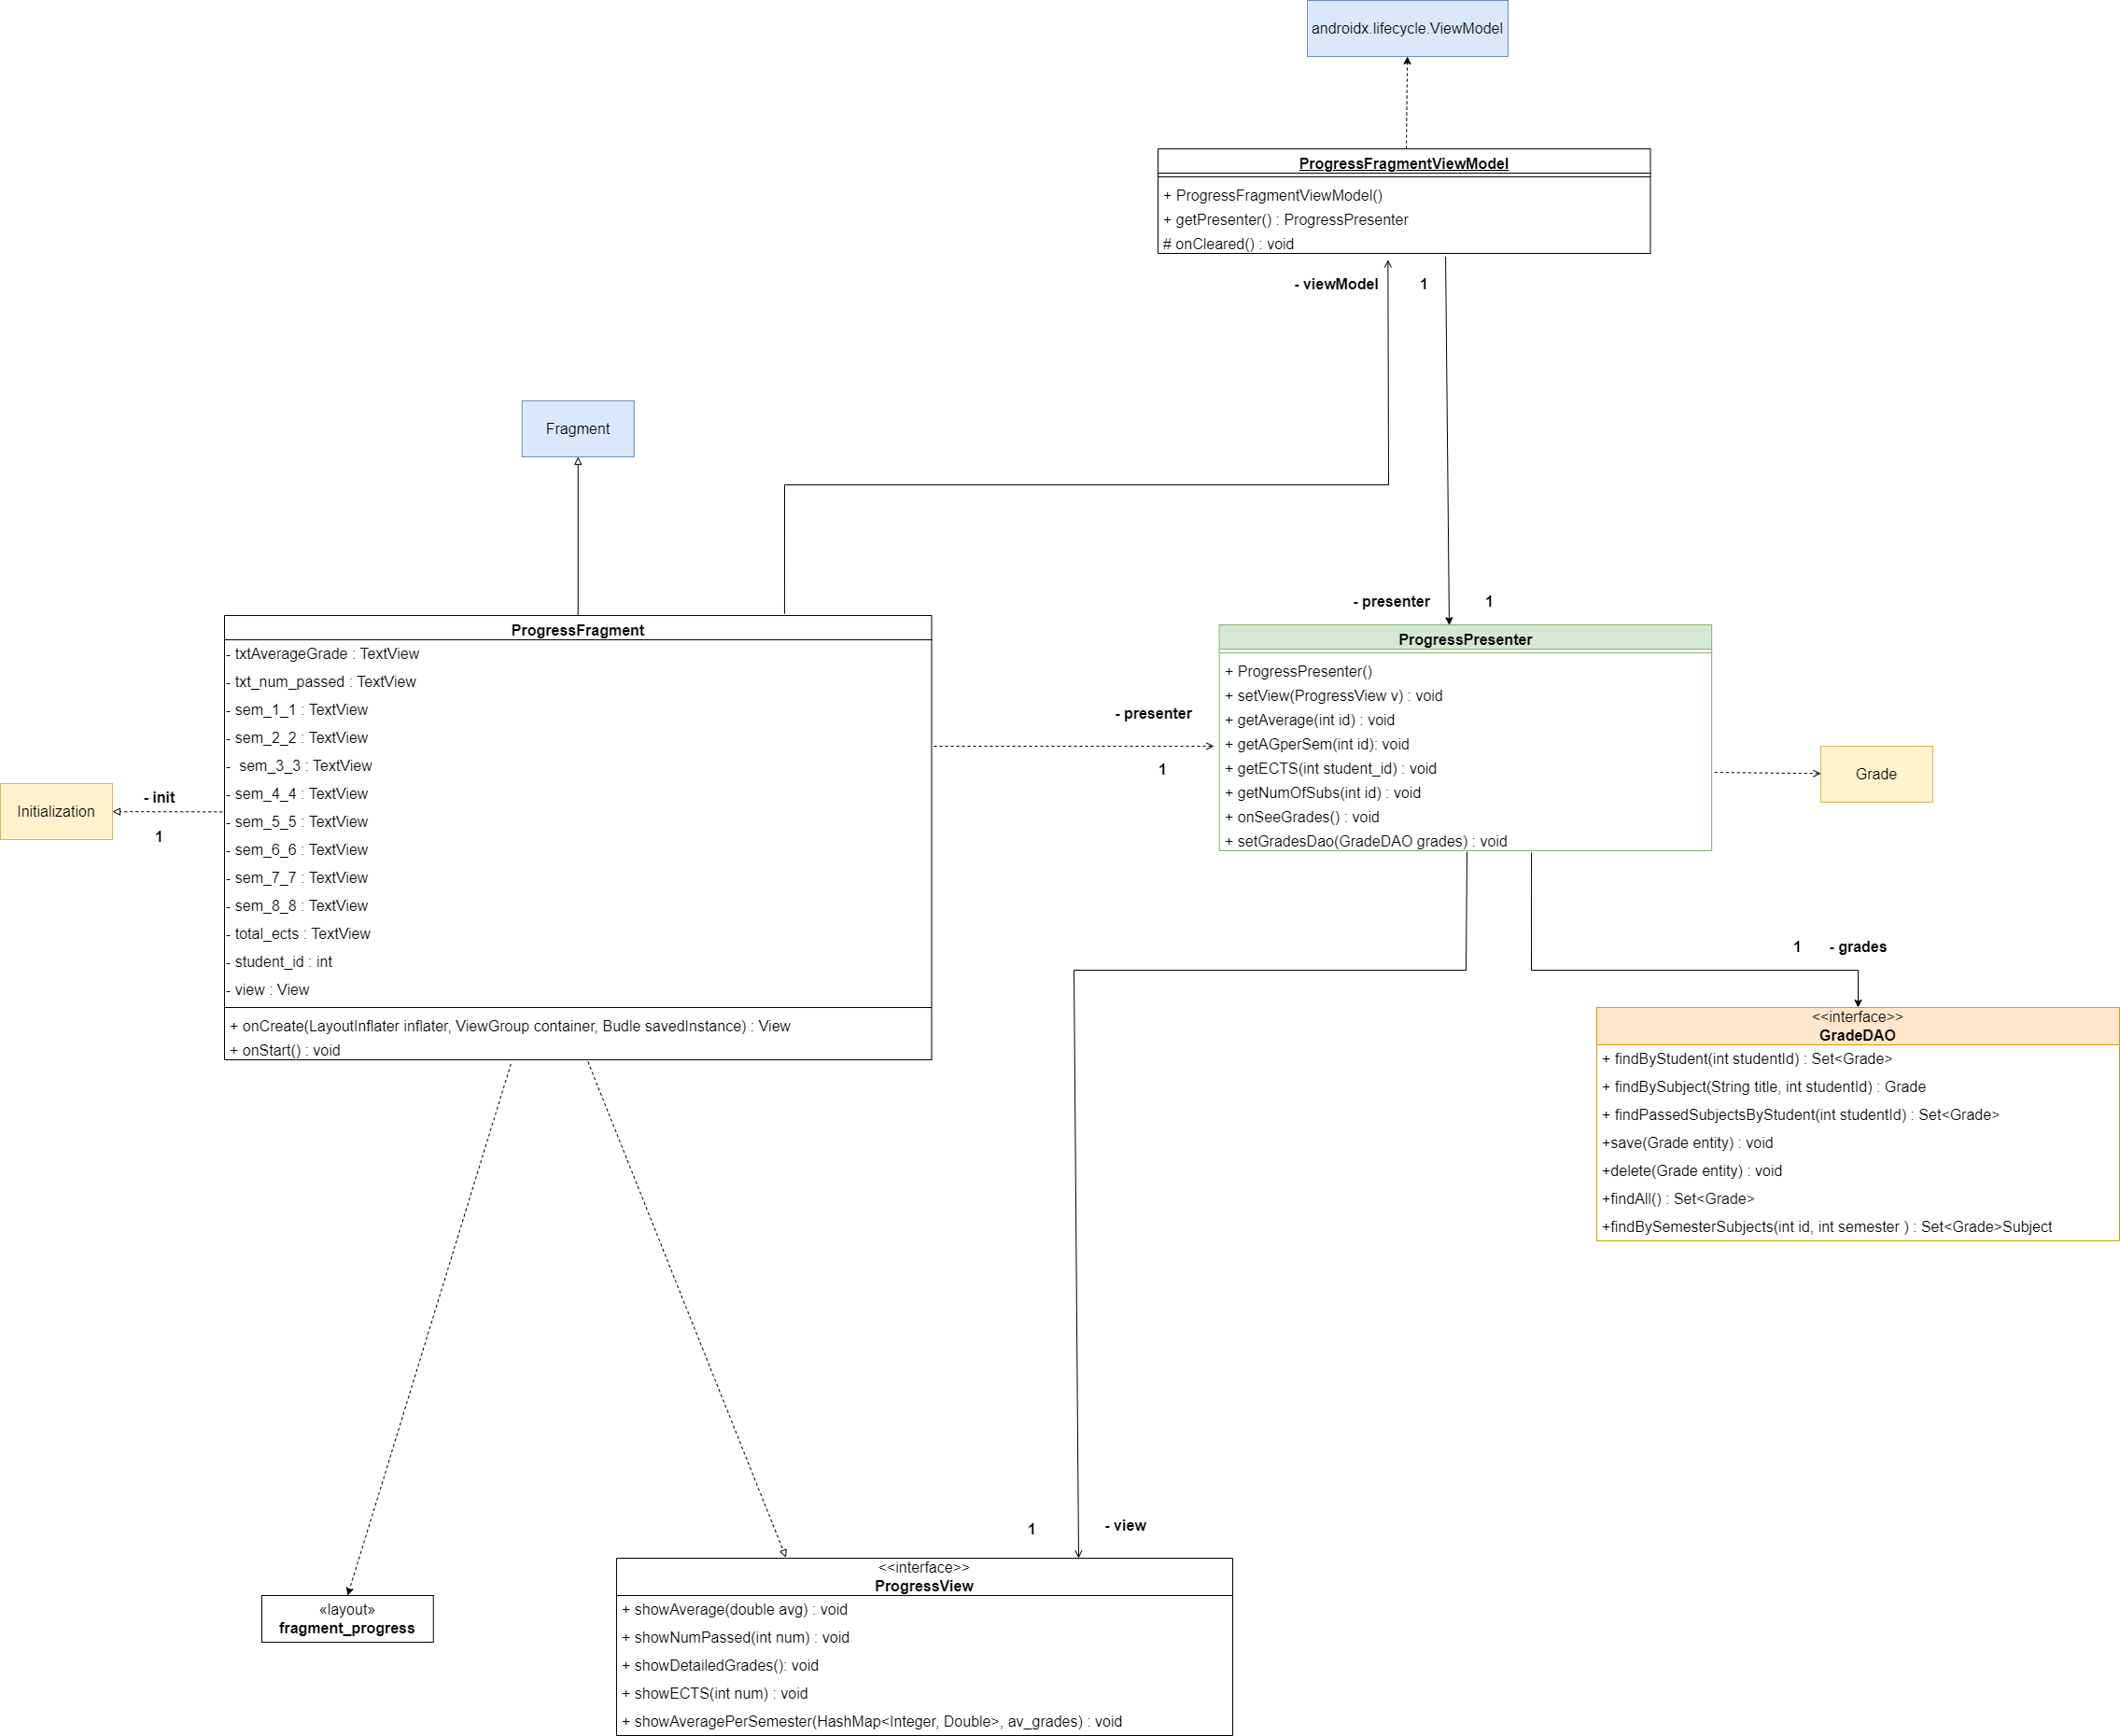 androidx.lifecycle.ViewModel
ProgressFragmentViewModel
+ ProgressFragmentViewModel()
+ getPresenter() : ProgressPresenter
# onCleared() : void
- viewModel
1
Fragment
- presenter
1
ProgressFragment
- txtAverageGrade : TextView
- txt_num_passed : TextView
- sem_1_1 : TextView
- sem_2_2 : TextView
- sem_3_3 : TextView
- sem_4_4 : TextView
- sem_5_5 : TextView
- sem_6_6 : TextView
- sem_7_7 : TextView
- sem_8_8 : TextView
- total_ects : TextView
- student_id : int
- view : View
+ onCreate(LayoutInflater inflater, ViewGroup container, Budle savedInstance) : View
+ onStart() : void
Initialization
- init
1
- presenter
1
ProgressPresenter
+ ProgressPresenter()
+ setView(ProgressView v) : void
+ getAverage(int id) : void
+ getAGperSem(int id): void
+ getECTS(int student_id) : void
+ getNumOfSubs(int id) : void
+ onSeeGrades() : void
+ setGradesDao(GradeDAO grades) : void
Grade
1
- grades
<<interface>>
GradeDAO
+ findByStudent(int studentId) : Set<Grade>
+ findBySubject(String title, int studentId) : Grade
+ findPassedSubjectsByStudent(int studentId) : Set<Grade>
+save(Grade entity) : void
+delete(Grade entity) : void
+findAll() : Set<Grade>
+findBySemesterSubjects(int id, int semester ) : Set<Grade>Subject
1
- view
«layout»
fragment_progress
<<interface>>
ProgressView
+ showAverage(double avg) : void
+ showNumPassed(int num) : void
+ showDetailedGrades(): void
+ showECTS(int num) : void
+ showAveragePerSemester(HashMap<Integer, Double>, av_grades) : void